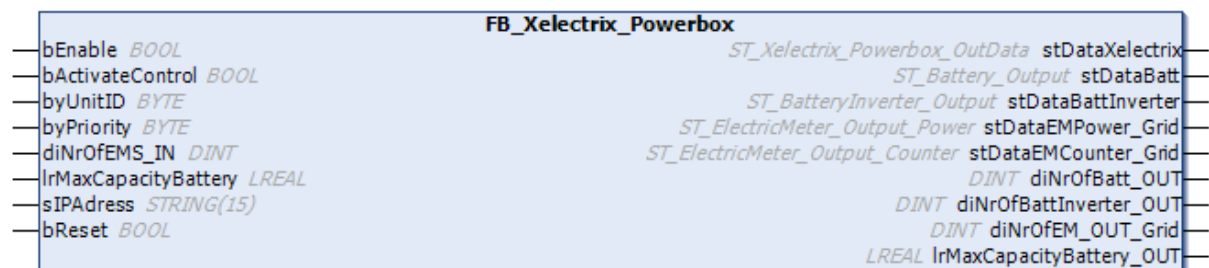 FB_Xelectrix_Powerbox
bEnable BOOL ST_Xelectrix_Powerbox_OutData stDataXelectrix
bActivateControl BOOL ST_Battery_Output stDataBatt
byUnitID BYTE ST_BatteryInverter_Output stDataBattInverter
byPriority BYTE ST_ElectricMeter_Output_Power stDataEMPower_Grid
diNrOfEMS_IN DINT ST_ElectricMeter_Output_Counter stDataEMCounter_Grid
lrMaxCapacityBattery LREAL DINT diNrOfBatt_OUT
sIPAdress STRING(15) DINT diNrOfBattInverter_OUT
bReset BOOL DINT diNrOfEM_OUT_Grid
LREAL lrMaxCapacityBattery_OUT